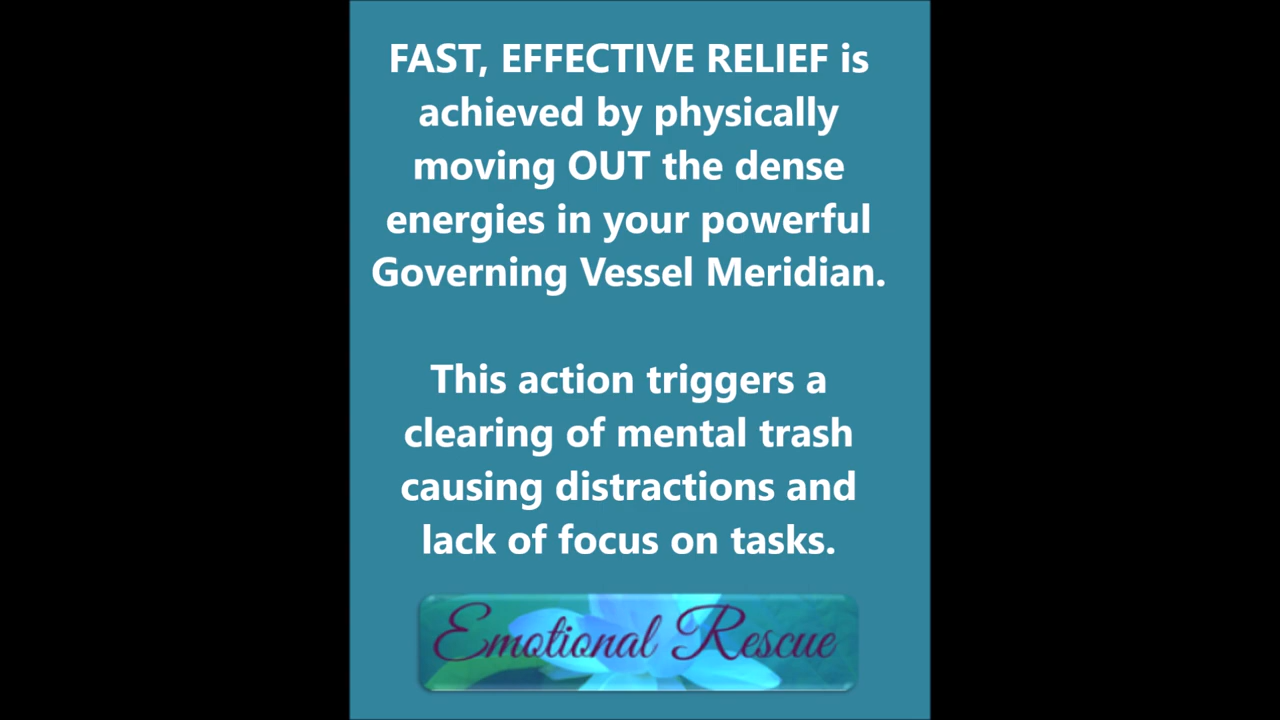 FAST, EFFECTIVE RELIEF is
achieved by physically
moving OUT the dense
energies in your powerful
Governing Vessel Meridian.
This action triggers a
clearing of mental trash
causing distractions and
lack of focus on tasks.
Emotional Rescue